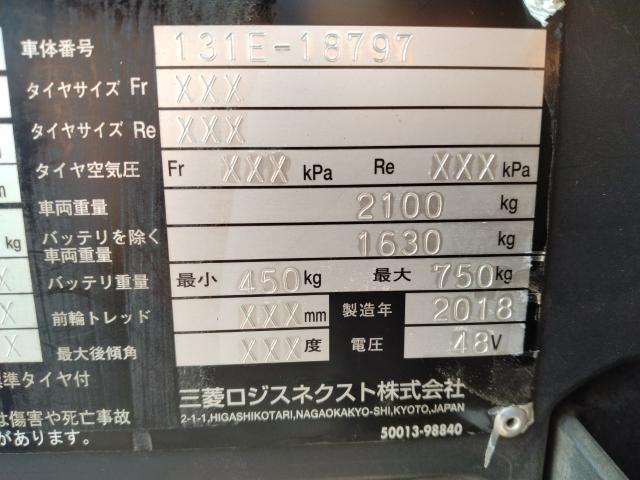 車体番号 131E-18797
タイヤサイズ Fr XXX
タイヤサイズ Re XXX
タイヤ空気圧 Fr XXX kPa Re XXX kPa
車両重量 2100 kg
kg バッテリを除く車両重量 1630 kg
バッテリ重量 最小 450kg 最大 750kg
前輪トレッド XXX mm 製造年 2018
X 最大後傾角 XXX 度 電圧 48V
準タイヤ付
三菱ロジスネクスト株式会社
2-1-1,HIGASHIKOTARI,NAGAOKAKYO-SHI,KYOTO,JAPAN
は傷害や死亡事故
があります。
50013-98840